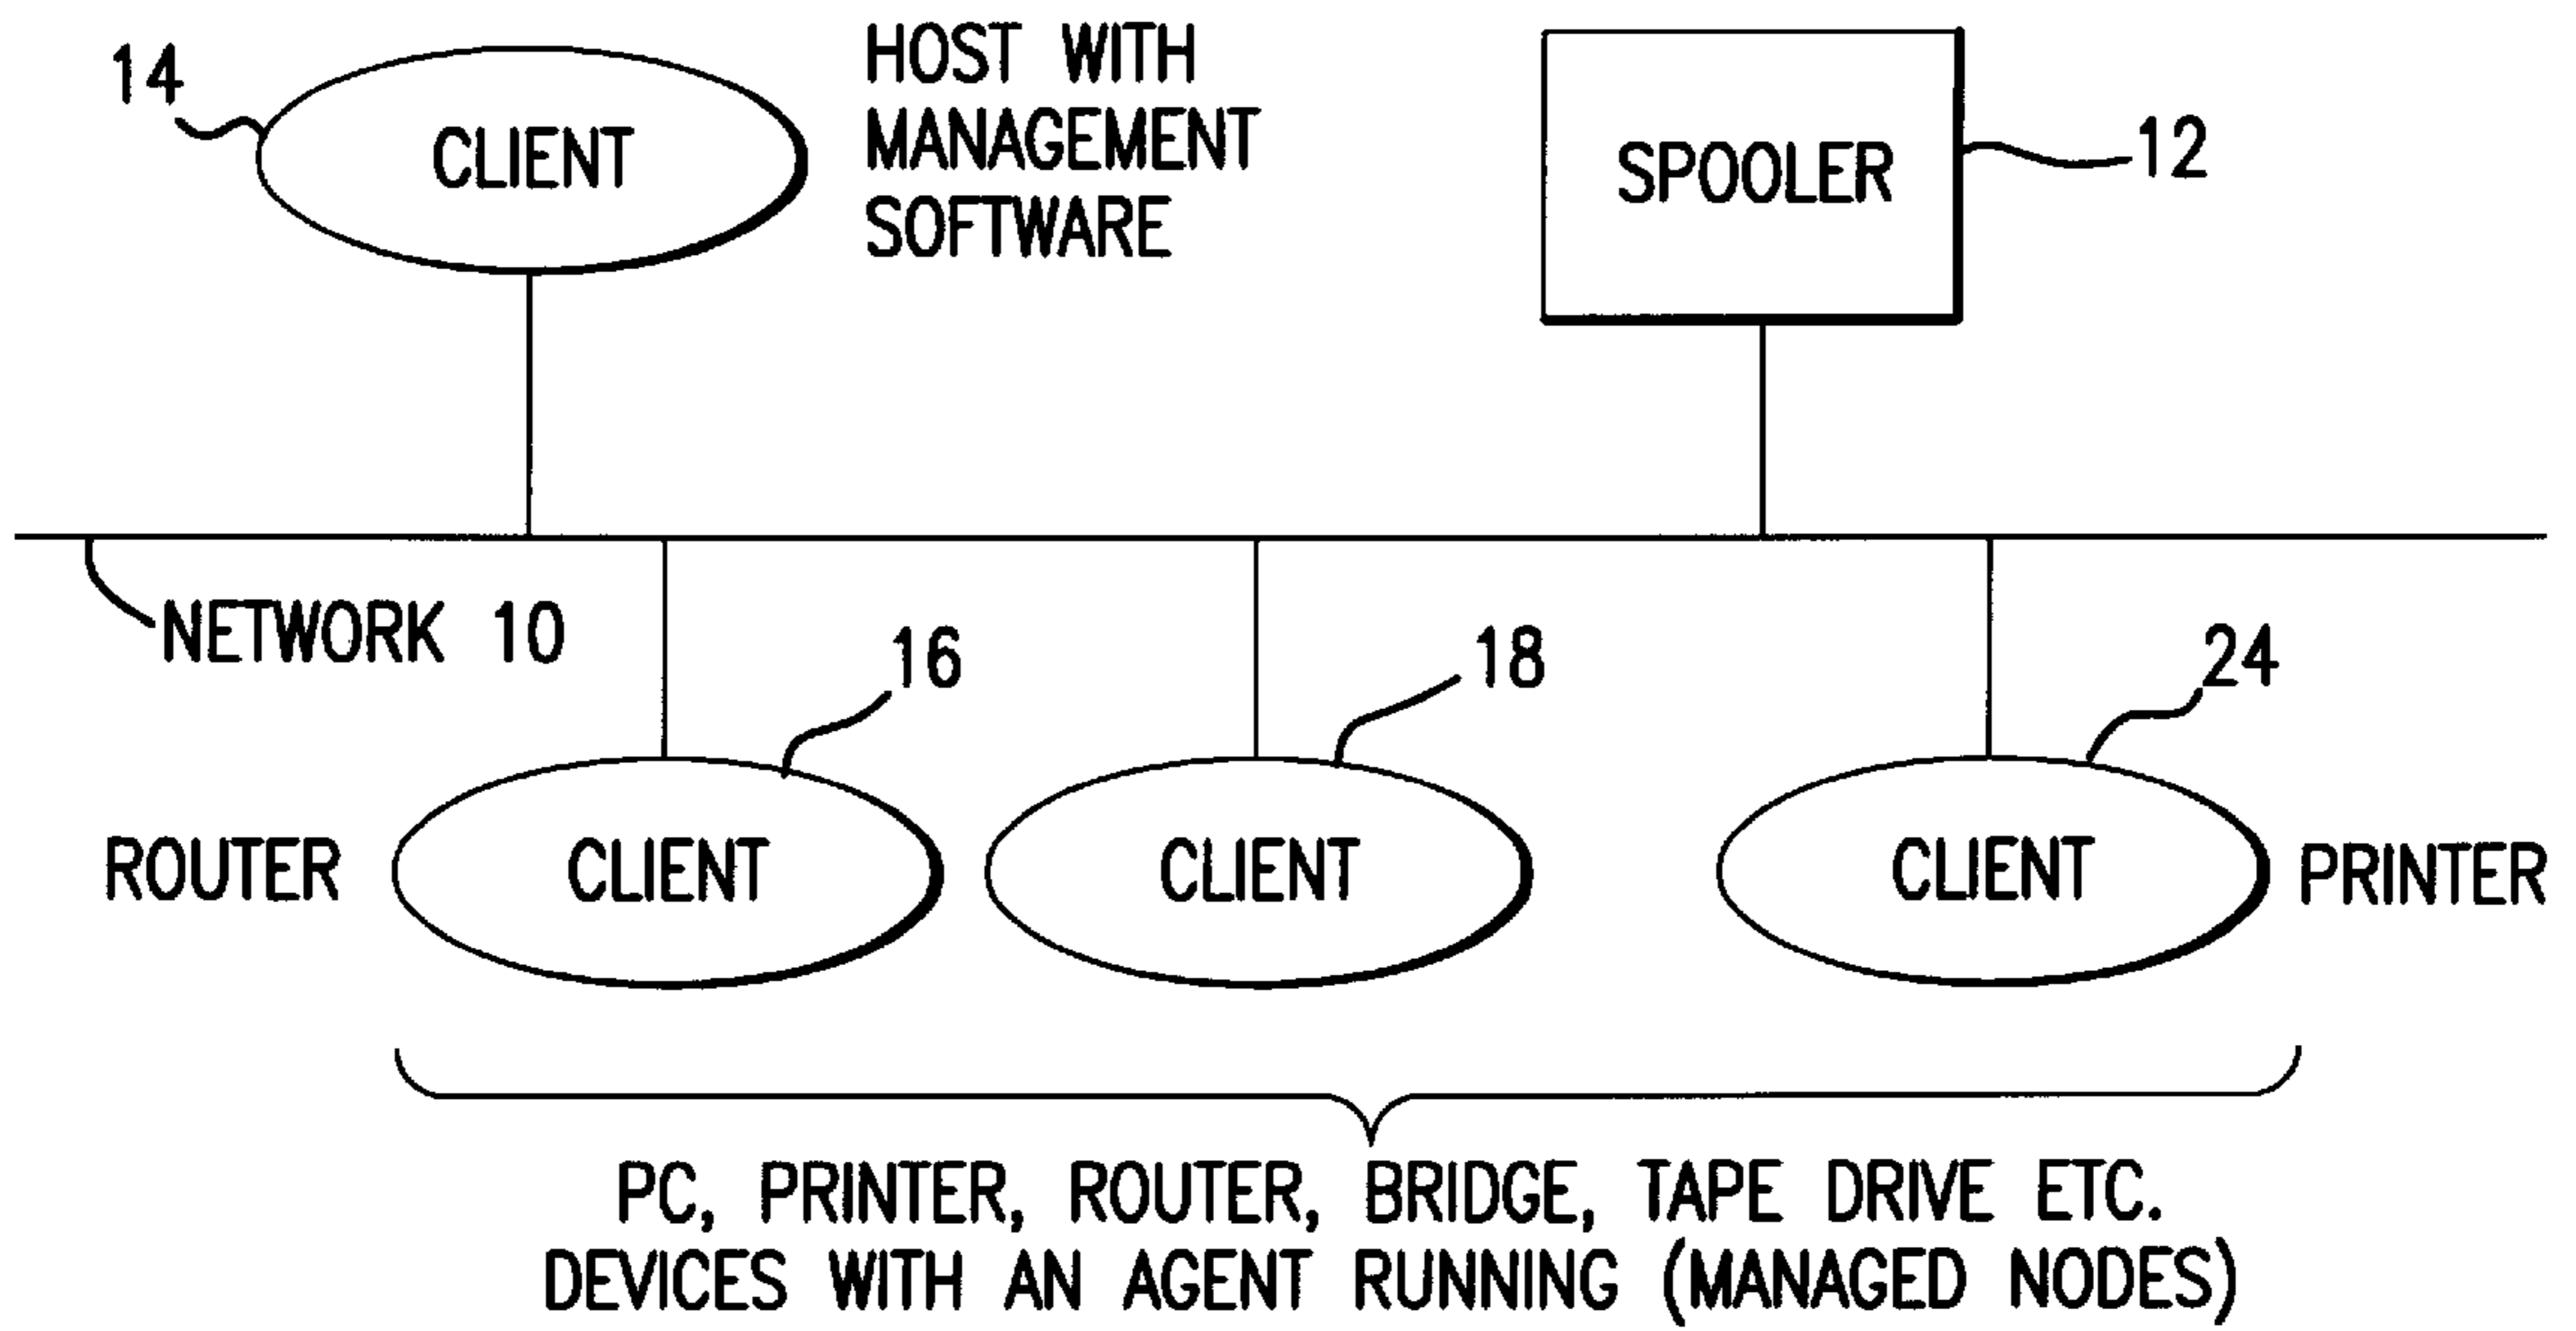 14
CLIENT
HOST WITH
MANAGEMENT
SOFTWARE
SPOOLER
12
NETWORK 10
16
18
24
ROUTER
CLIENT
CLIENT
CLIENT
PRINTER
PC, PRINTER, ROUTER, BRIDGE, TAPE DRIVE ETC.
DEVICES WITH AN AGENT RUNNING (MANAGED NODES)